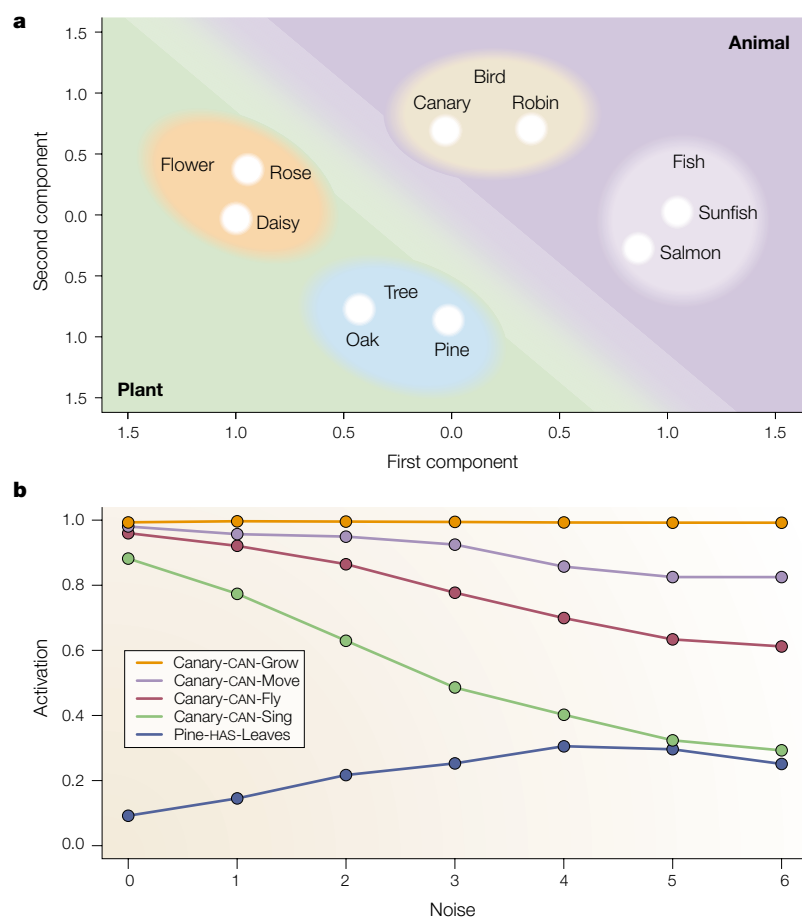 a
1.5
1.0
0.5
0.0
0.5
1.0
1.5
Second component
Animal
Bird
Canary
Robin
Flower
Rose
Daisy
Fish
Sunfish
Salmon
Tree
Oak
Pine
Plant
1.5
1.0
0.5
0.0
0.5
1.0
1.5
First component
b
1.0
0.8
0.6
0.4
0.2
0.0
Activation
Canary-CAN-Grow
Canary-CAN-Move
Canary-CAN-Fly
Canary-CAN-Sing
Pine-HAS-Leaves
0
1
2
3
4
5
6
Noise